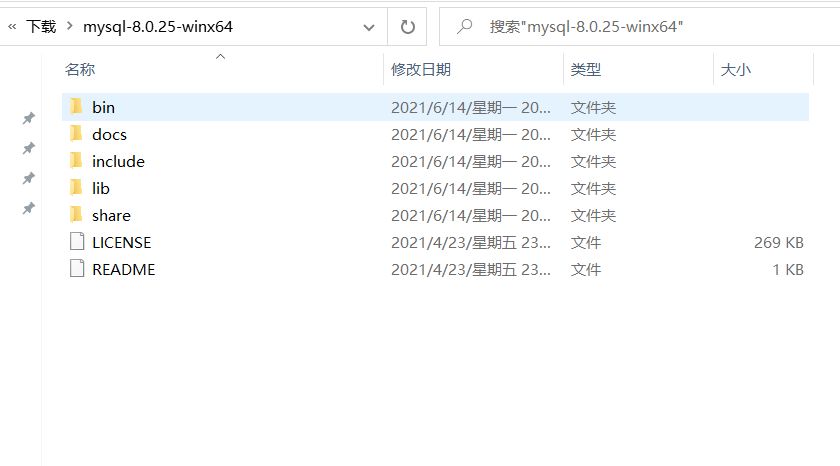 « 下载 > mysql-8.0.25-winx64 搜索"mysql-8.0.25-winx64"
名称 修改日期 类型 大小
bin 2021/6/14/星期一 20... 文件夹
docs 2021/6/14/星期一 20... 文件夹
include 2021/6/14/星期一 20... 文件夹
lib 2021/6/14/星期一 20... 文件夹
share 2021/6/14/星期一 20... 文件夹
LICENSE 2021/4/23/星期五 23... 文件 269 KB
README 2021/4/23/星期五 23... 文件 1 KB